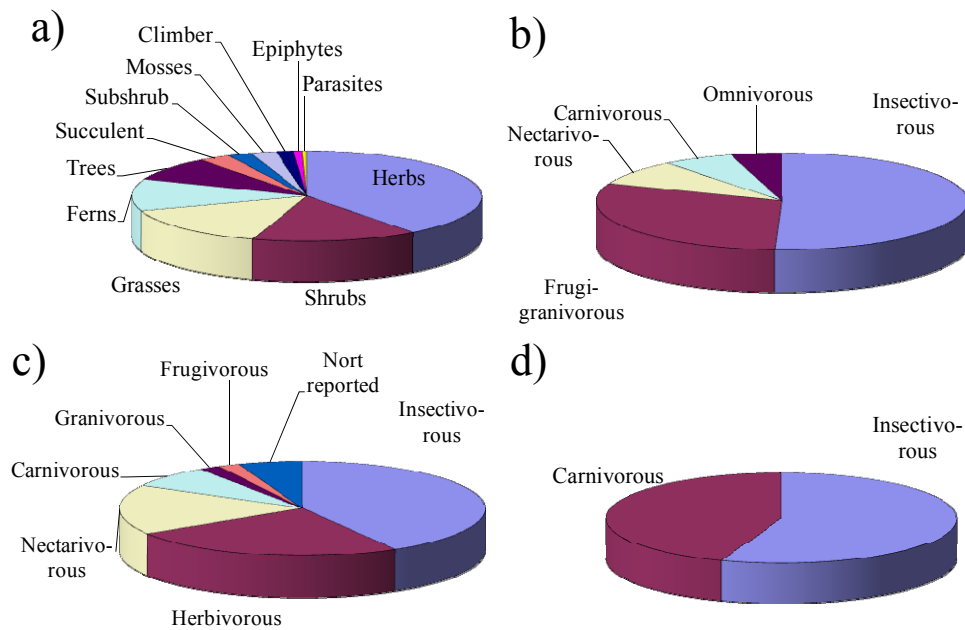 a)
Climber
Epiphytes
Mosses
Parasites
Subshrub
Succulent
Trees
Herbs
Ferns
Grasses
Shrubs
b)
Omnivorous
Insectivo-
rous
Carnivorous
Nectarivo-
rous
Frugi-
granivorous
c)
Nort
reported
Frugivorous
Insectivo-
rous
Granivorous
Carnivorous
Nectarivo-
rous
Herbivorous
d)
Insectivo-
rous
Carnivorous